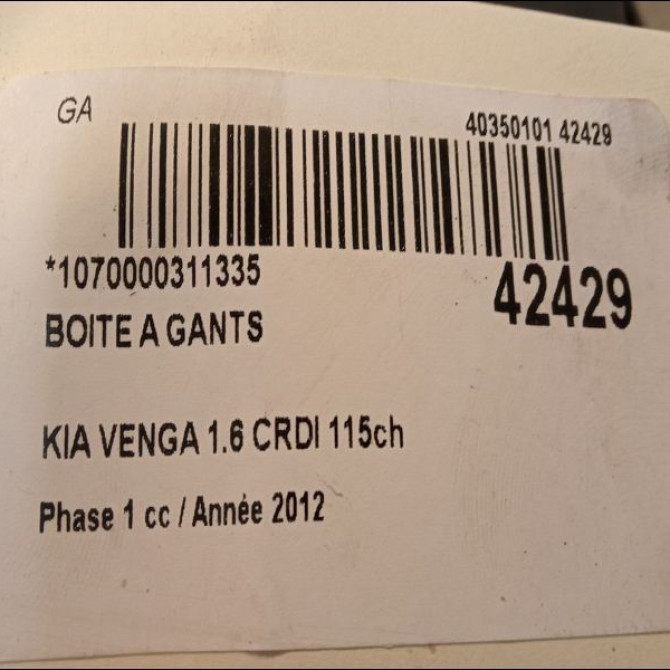 GA
40350101 42429
*1070000311335
42429
BOITE A GANTS
KIA VENGA 1.6 CRDI 115ch
Phase 1 cc / Année 2012